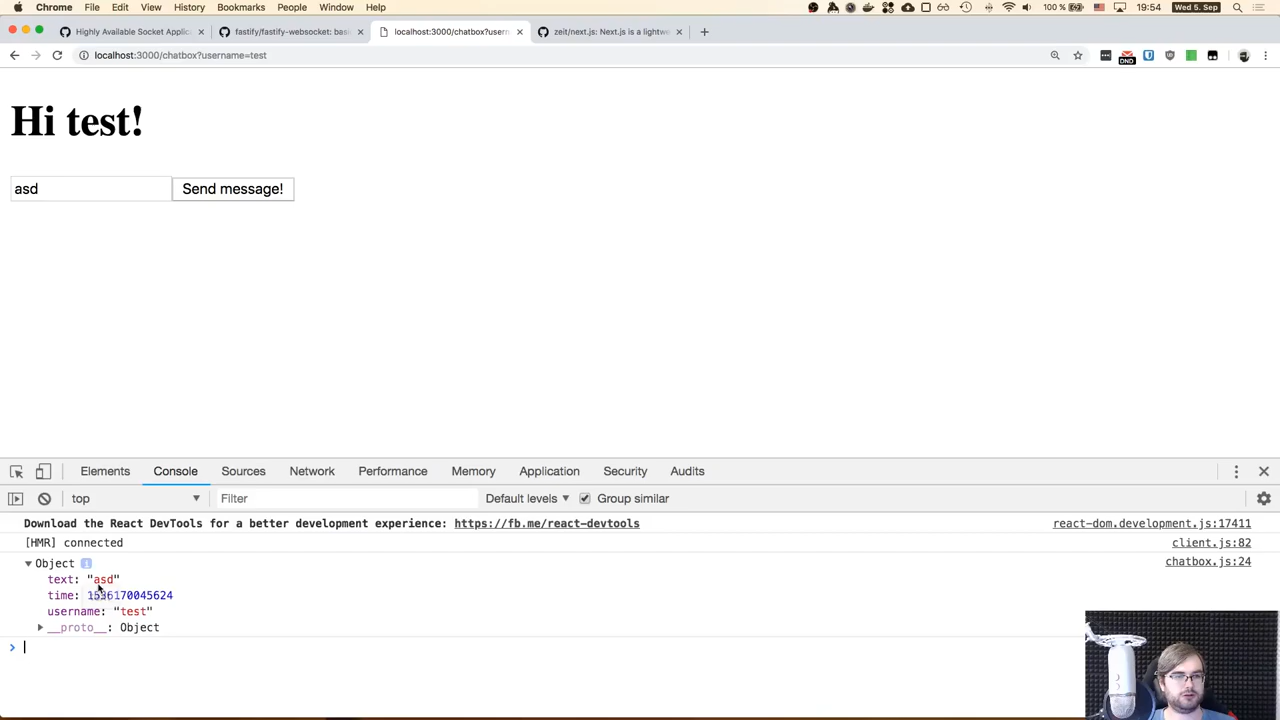 Chrome File Edit View History Bookmarks People Window Help 100 % 19:54 Wed 5. Sep
Highly Available Socket Applic fastify/fastify-websocket: basi localhost:3000/chatbox?usern zeit/next.js: Next.js is a lightwe
localhost:3000/chatbox?username=test DND
Hi test!
asd Send message!
Elements Console Sources Network Performance Memory Application Security Audits
top Filter Default levels Group similar
Download the React DevTools for a better development experience: https://fb.me/react-devtools react-dom.development.js:17411
[HMR] connected client.js:82
Object i chatbox.js:24
text: "asd"
time: 1536170045624
username: "test"
__proto__: Object